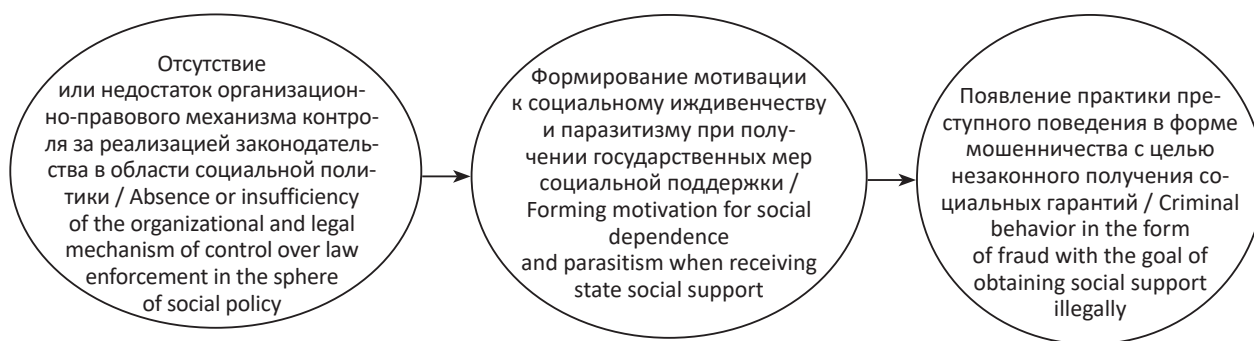 Отсутствие
или недостаток организацион-
но-правового механизма контро-
ля за реализацией законодатель-
ства в области социальной поли-
тики / Absence or insufficiency
of the organizational and legal
mechanism of control over law
enforcement in the sphere
of social policy
Формирование мотивации
к социальному иждивенчеству
и паразитизму при полу-
чении государственных мер
социальной поддержки /
Forming motivation for social
dependence
and parasitism when receiving
state social support
Появление практики пре-
ступного поведения в форме
мошенничества с целью
незаконного получения со-
циальных гарантий / Criminal
behavior in the form
of fraud with the goal of
obtaining social support
illegally